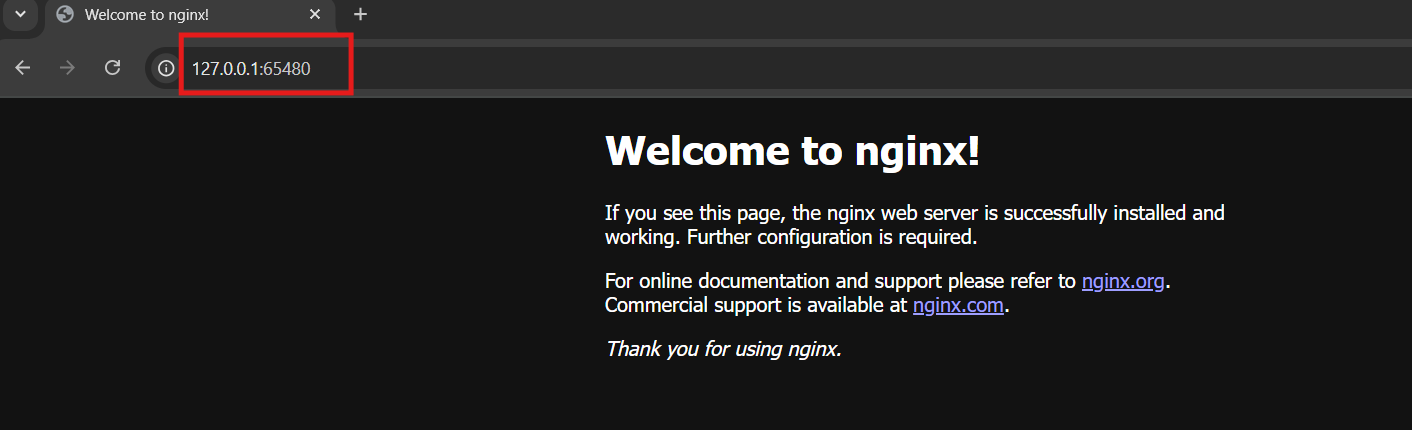 Welcome to nginx!
127.0.0.1:65480
Welcome to nginx!
If you see this page, the nginx web server is successfully installed and
working. Further configuration is required.
For online documentation and support please refer to nginx.org.
Commercial support is available at nginx.com.
Thank you for using nginx.